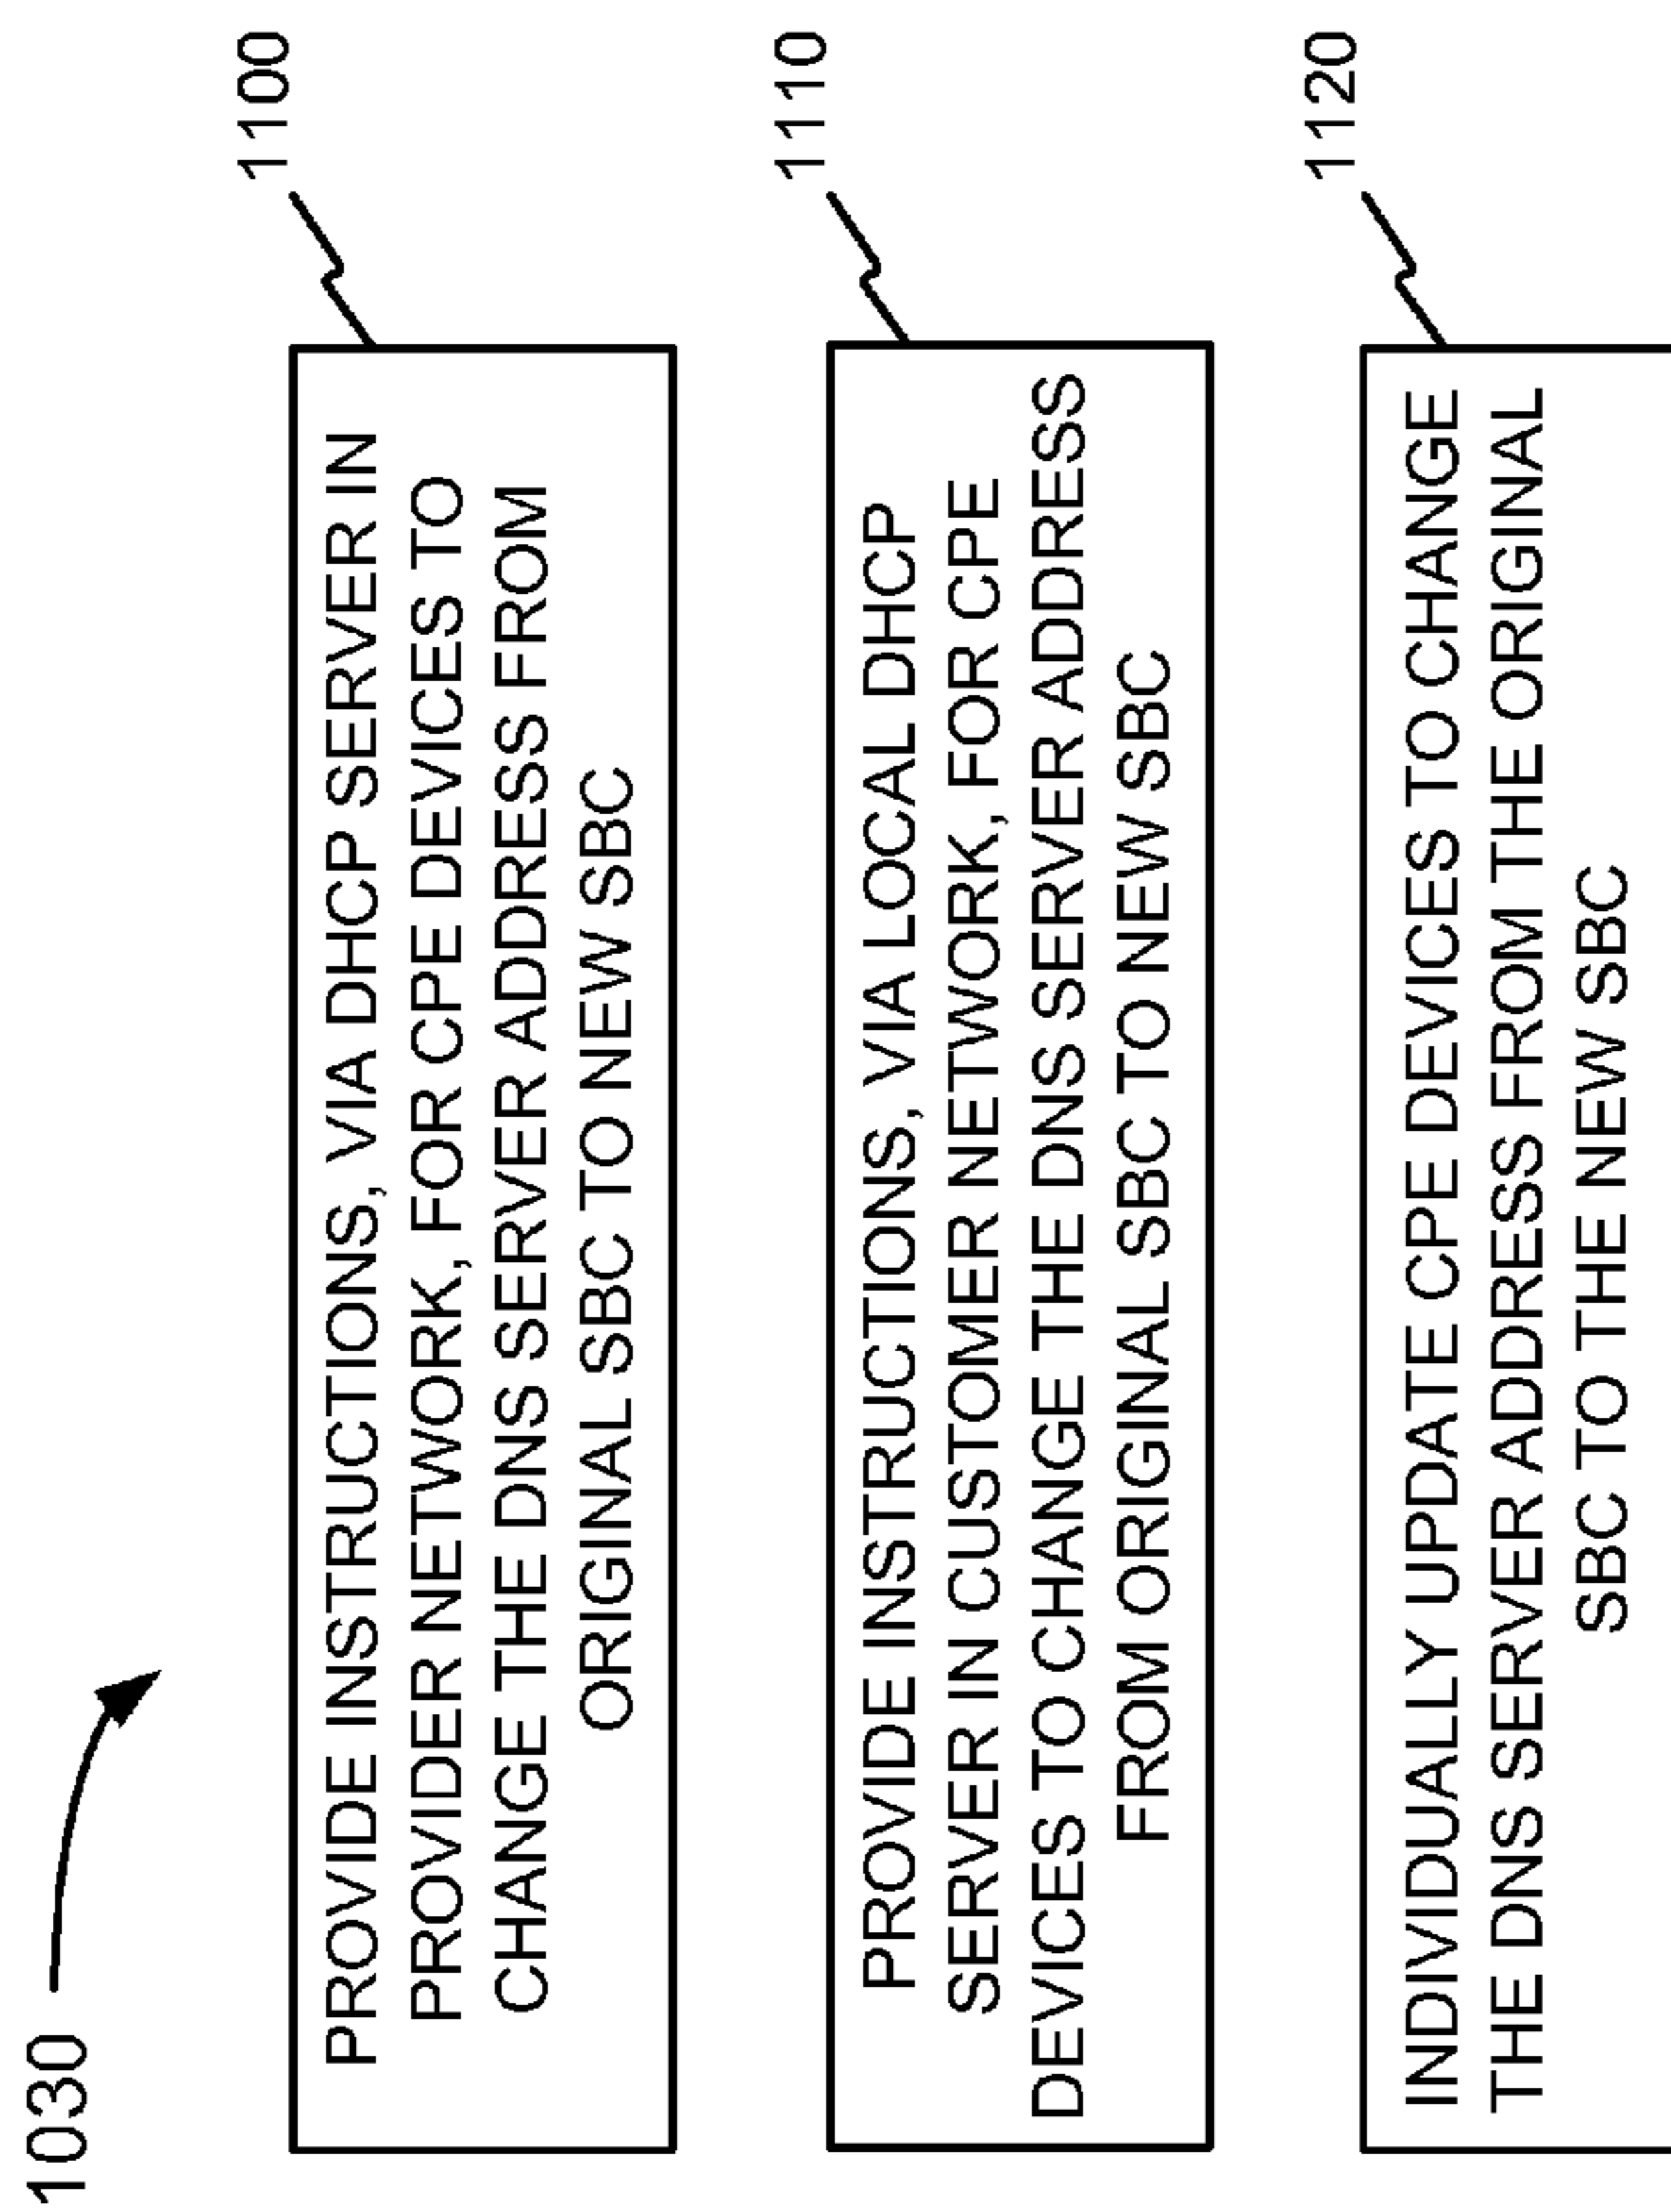 1030
1100
PROVIDE INSTRUCTIONS, VIA DHCP SERVER IN
PROVIDER NETWORK, FOR CPE DEVICES TO
CHANGE THE DNS SERVER ADDRESS FROM
ORIGINAL SBC TO NEW SBC
1110
PROVIDE INSTRUCTIONS, VIA LOCAL DHCP
SERVER IN CUSTOMER NETWORK, FOR CPE
DEVICES TO CHANGE THE DNS SERVER ADDRESS
FROM ORIGINAL SBC TO NEW SBC
1120
INDIVIDUALLY UPDATE CPE DEVICES TO CHANGE
THE DNS SERVER ADDRESS FROM THE ORIGINAL
SBC TO THE NEW SBC